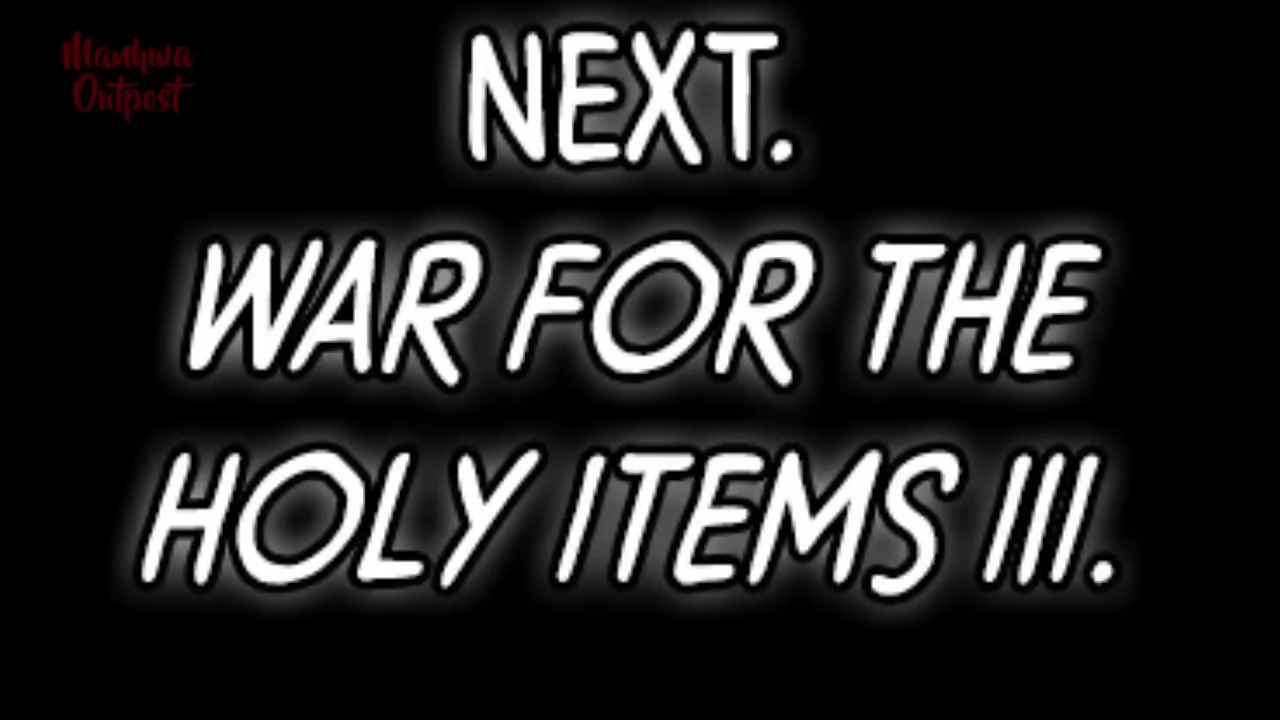 Manhwa
Outpost
NEXT.
WAR FOR THE
HOLY ITEMS III.